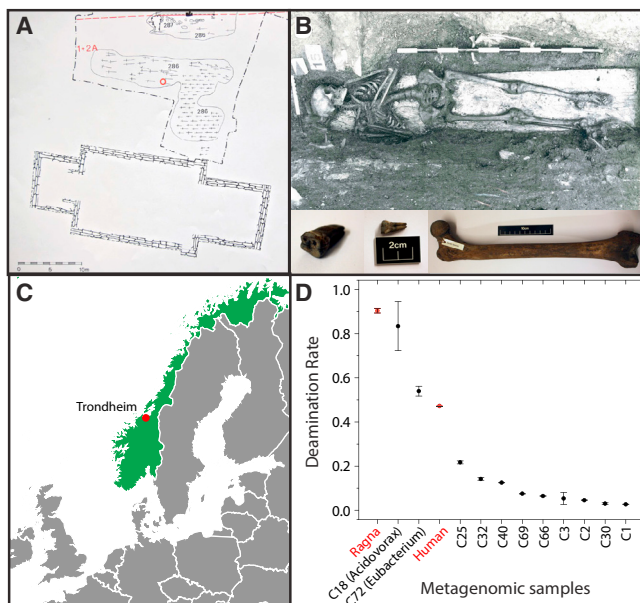 A
1-2A
287
286
286
286
0 5 10m
B
2cm
C
Trondheim
D
Deamination Rate
1.0
0.8
0.6
0.4
0.2
0.0
Ragna
C18 (Acidovorax)
C72 (Eubacterium)
Human
C25
C32
C40
C69
C66
C3
C2
C30
C1
Metagenomic samples